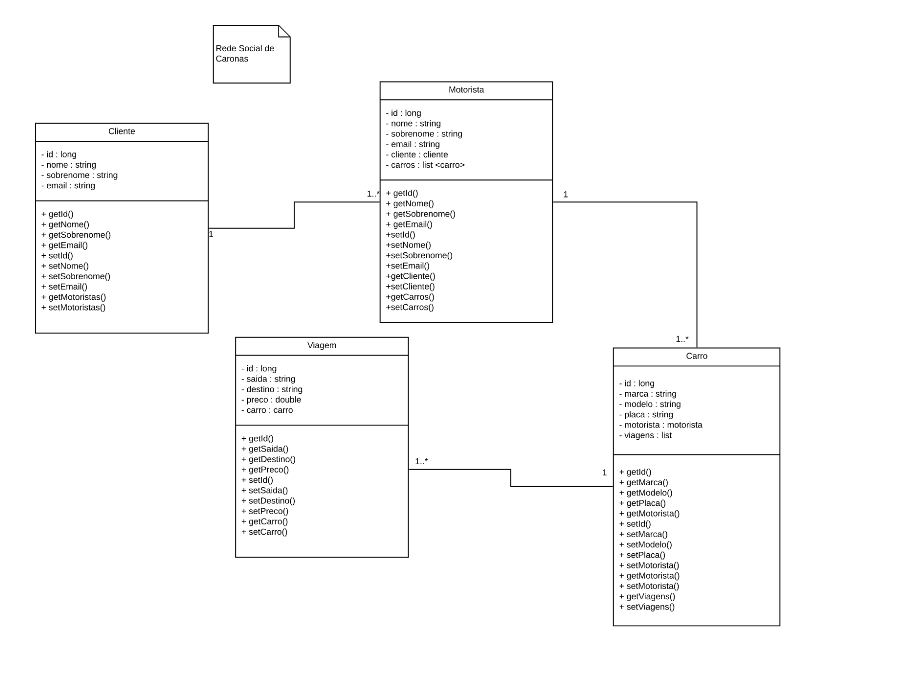 Rede Social de
Caronas
Motorista
- id : long
- nome : string
- sobrenome : string
- email : string
- cliente : cliente
- carros : list <carro>
+ getId()
+ getNome()
+ getSobrenome()
+ getEmail()
+setId()
+setNome()
+setSobrenome()
+setEmail()
+getCliente()
+setCliente()
+getCarros()
+setCarros()
Cliente
- id : long
- nome : string
- sobrenome : string
- email : string
+ getId()
+ getNome()
+ getSobrenome()
+ getEmail()
+ setId()
+ setNome()
+ setSobrenome()
+ setEmail()
+ getMotoristas()
+ setMotoristas()
1
1..*
1
1..*
Viagem
- id : long
- saida : string
- destino : string
- preco : double
- carro : carro
+ getId()
+ getSaida()
+ getDestino()
+ getPreco()
+ setId()
+ setSaida()
+ setDestino()
+ setPreco()
+ getCarro()
+ setCarro()
1..*
1
Carro
- id : long
- marca : string
- modelo : string
- placa : string
- motorista : motorista
- viagens : list
+ getId()
+ getMarca()
+ getModelo()
+ getPlaca()
+ getMotorista()
+ setId()
+ setMarca()
+ setModelo()
+ setPlaca()
+ setMotorista()
+ getMotorista()
+ setMotorista()
+ getViagens()
+ setViagens()